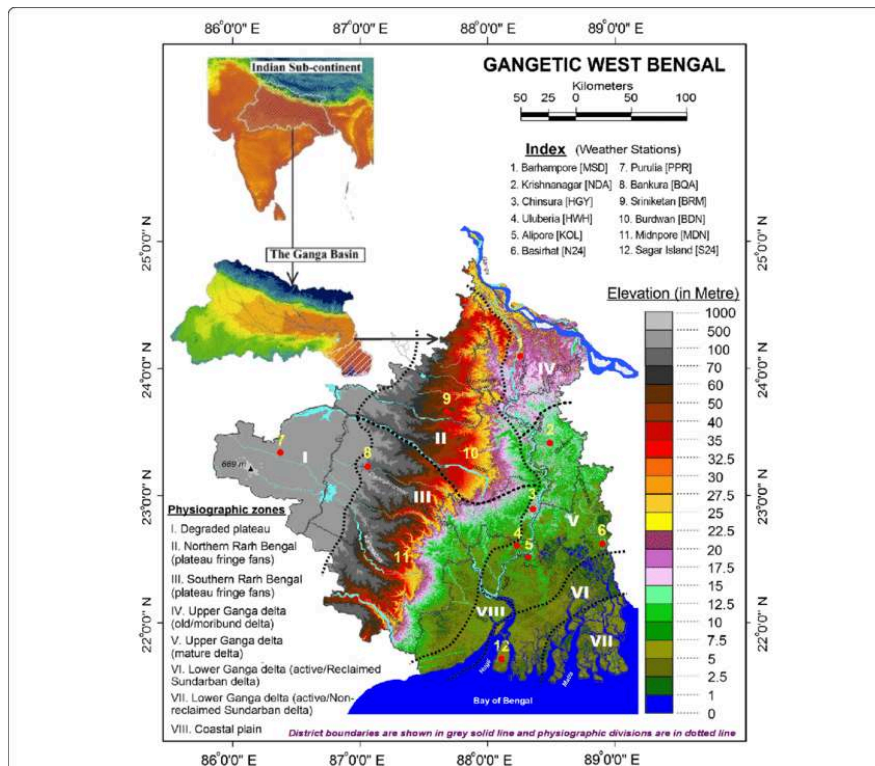 86°0'0" E 87°0'0" E 88°0'0" E 89°0'0" E
Indian Sub-continent
GANGETIC WEST BENGAL
Kilometers
50 25 0 50 100
Index (Weather Stations)
1. Barhampore [MSD] 7. Purulia [PPR]
2. Krishnanagar [NDA] 8. Bankura [BQA]
3. Chinsura [HGY] 9. Sriniketan [BRM]
4. Uluberia [HWH] 10. Burdwan [BDN]
5. Alipore [KOL] 11. Midnpore [MDN]
6. Basirhat [N24] 12. Sagar Island [S24]
25°0'0" N
25°0'0" N
The Ganga Basin
Elevation (in Metre)
1000
500
100
70
60
50
40
35
32.5
30
27.5
25
22.5
20
17.5
15
12.5
10
7.5
5
2.5
1
0
24°0'0" N
24°0'0" N
23°0'0" N
23°0'0" N
22°0'0" N
22°0'0" N
1
IV
9
II
2
7
I
8
10
669 m
III
3
V
4
5
6
11
VIII
VI
VII
12
Matla
Bay of Bengal
Physiographic zones
I. Degraded plateau
II. Northern Rarh Bengal
(plateau fringe fans)
III. Southern Rarh Bengal
(plateau fringe fans)
IV. Upper Ganga delta
(old/moribund delta)
V. Upper Ganga delta
(mature delta)
VI. Lower Ganga delta (active/Reclaimed
Sundarban delta)
VII. Lower Ganga delta (active/Non-
reclaimed Sundarban delta)
VIII. Coastal plain
District boundaries are shown in grey solid line and physiographic divisions are in dotted line
86°0'0" E 87°0'0" E 88°0'0" E 89°0'0" E